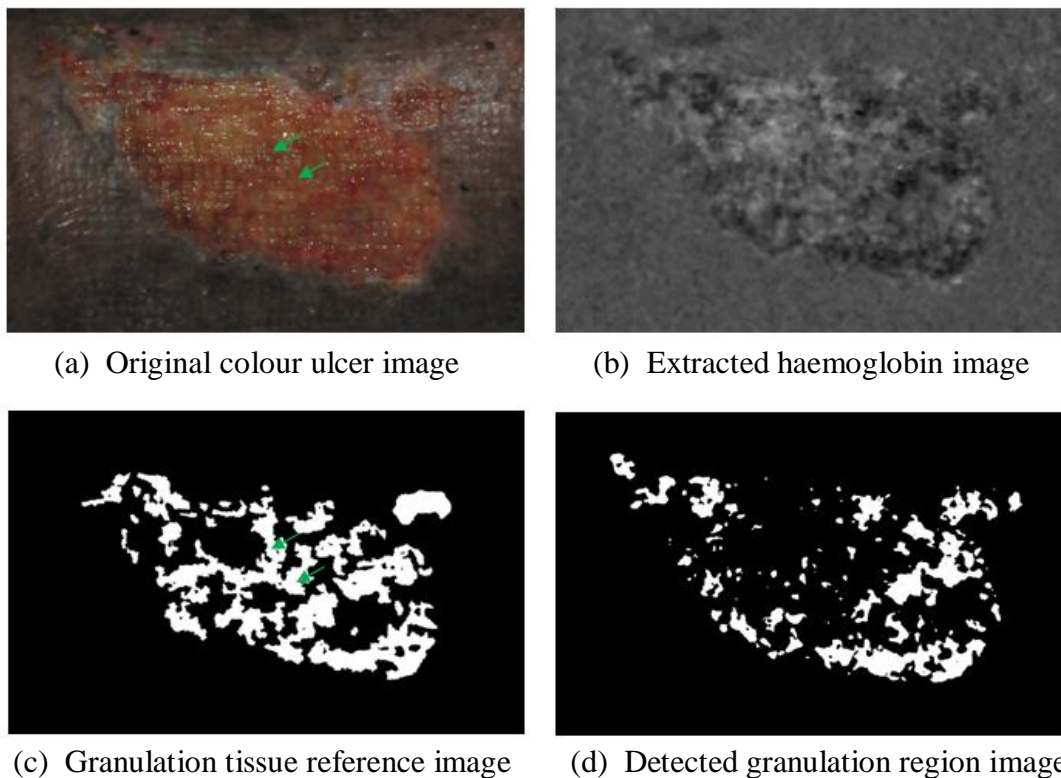 (a) Original colour ulcer image
(b) Extracted haemoglobin image
(c) Granulation tissue reference image
(d) Detected granulation region image